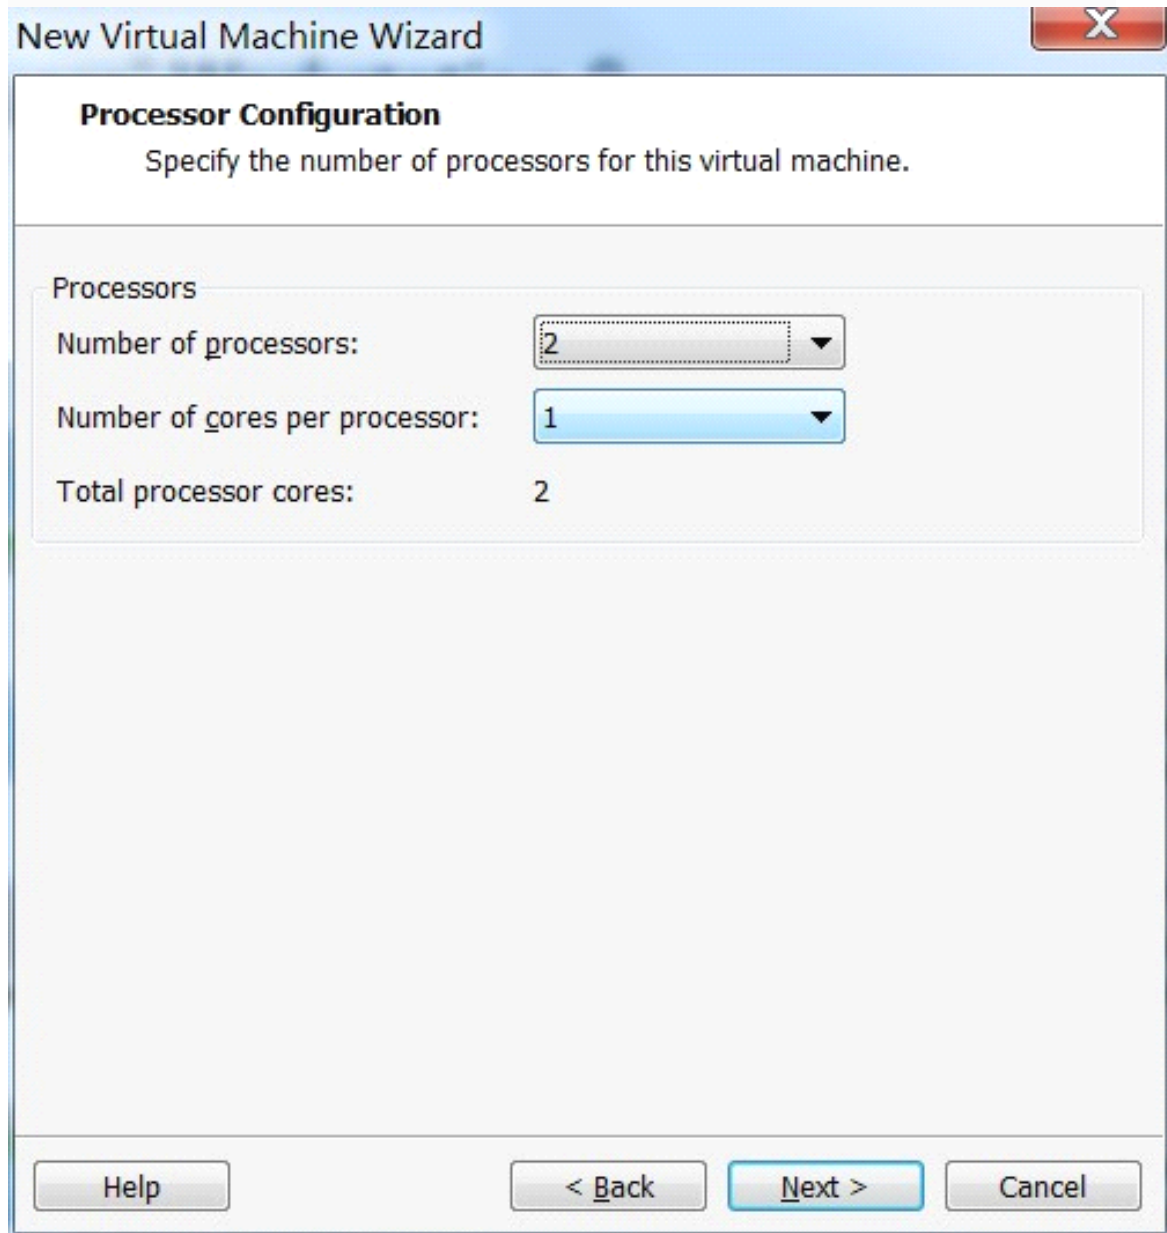 New Virtual Machine Wizard
X
Processor Configuration
Specify the number of processors for this virtual machine.
Processors
Number of processors: 2
Number of cores per processor: 1
Total processor cores: 2
Help < Back Next > Cancel